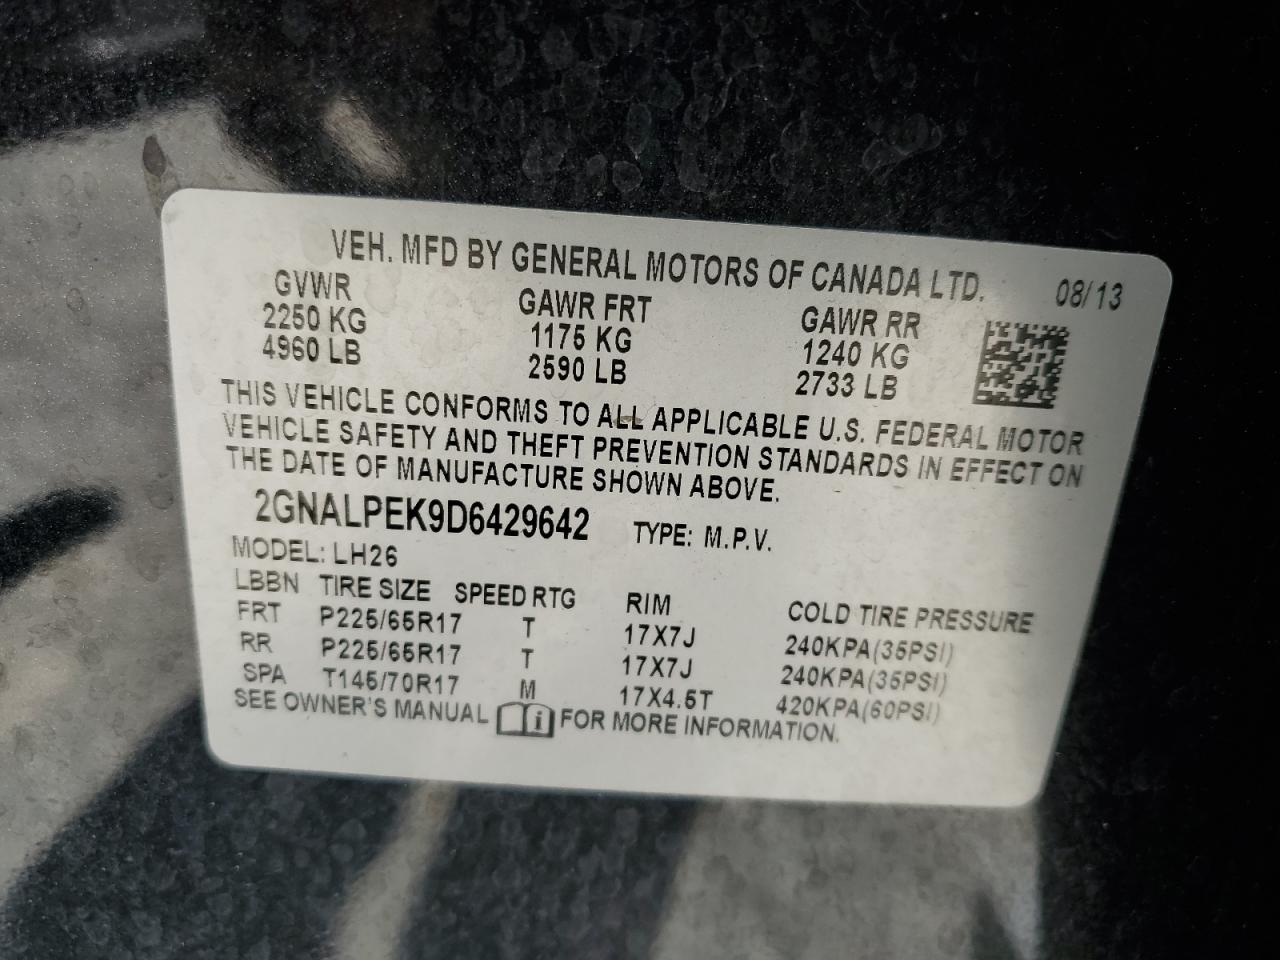 VEH. MFD BY GENERAL MOTORS OF CANADA LTD. 08/13
GVWR GAWR FRT GAWR RR
2250 KG 1175 KG 1240 KG
4960 LB 2590 LB 2733 LB
THIS VEHICLE CONFORMS TO ALL APPLICABLE U.S. FEDERAL MOTOR
VEHICLE SAFETY AND THEFT PREVENTION STANDARDS IN EFFECT ON
THE DATE OF MANUFACTURE SHOWN ABOVE.
2GNALPEK9D6429642 TYPE: M.P.V.
MODEL: LH26
LBBN TIRE SIZE SPEED RTG RIM COLD TIRE PRESSURE
FRT P225/65R17 T 17X7J 240KPA(35PSI)
RR P225/65R17 T 17X7J 240KPA(35PSI)
SPA T145/70R17 M 17X4.5T 420KPA(60PSI)
SEE OWNER'S MANUAL i FOR MORE INFORMATION.